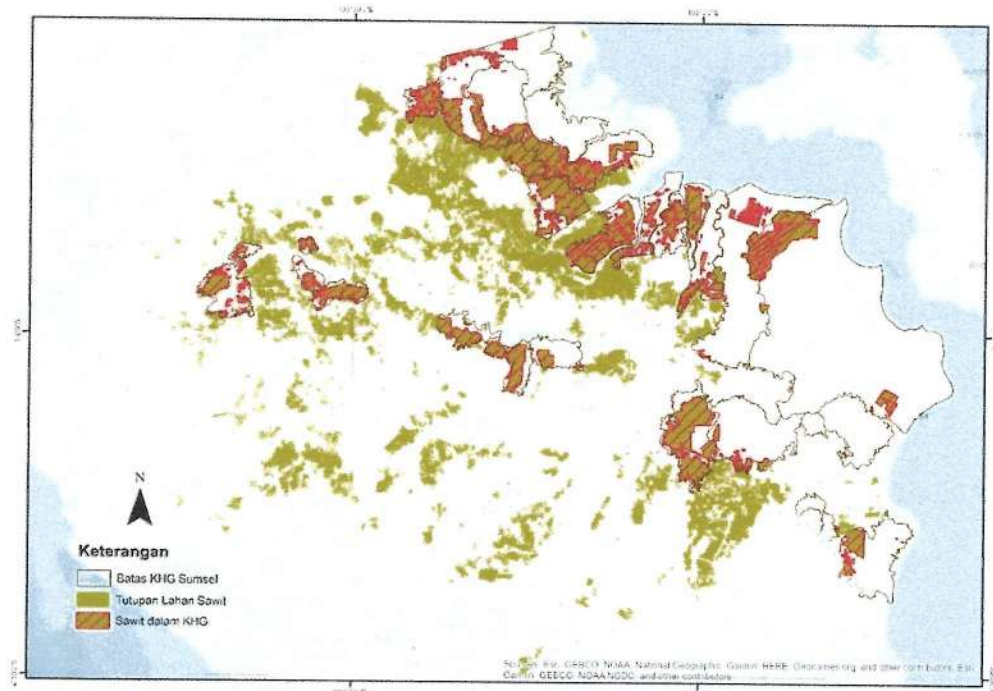 N
Keterangan
Batas KHG Sumsel
Tutupan Lahan Sawit
Sawit dalam KHG
Sources: Esri, GEBCO, NOAA, National Geographic, Garmin, HERE, Geonames.org, and other contributors, Esri,
Garmin, GEBCO, NOAA NGDC, and other contributors